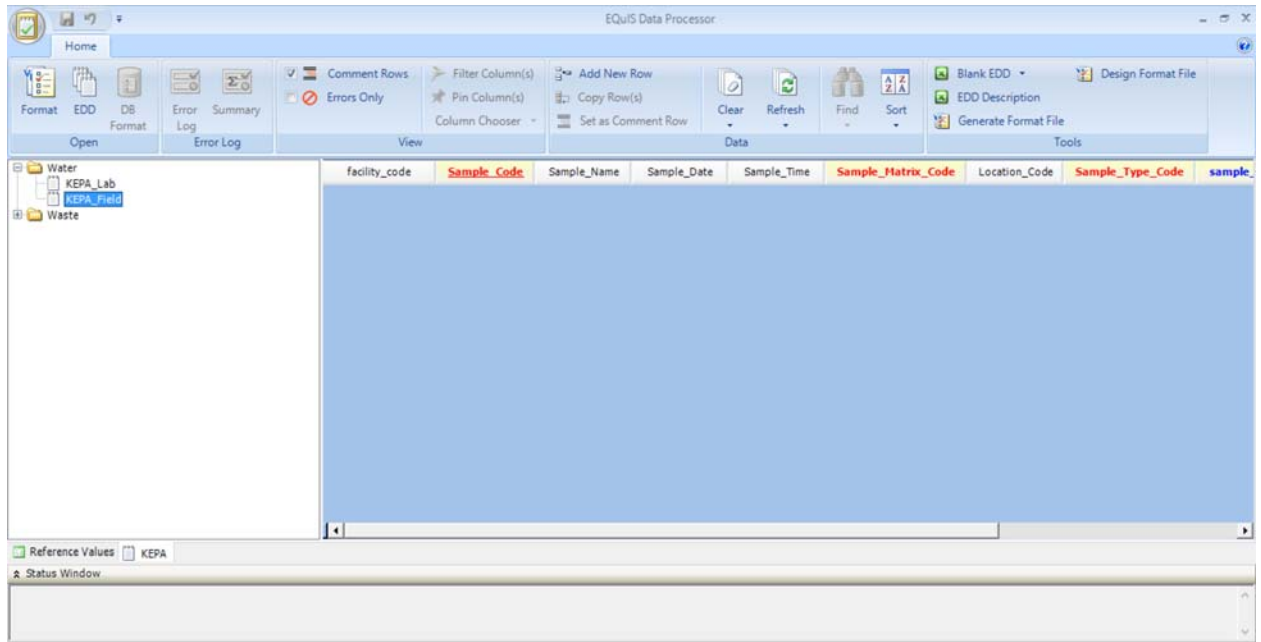 EQuIS Data Processor
Home
Format
EDD
DB Format
Open
Error Log
Summary
Error Log
Comment Rows
Errors Only
Filter Column(s)
Pin Column(s)
Column Chooser
View
Add New Row
Copy Row(s)
Set as Comment Row
Clear
Refresh
Find
Sort
Data
Blank EDD
EDD Description
Generate Format File
Design Format File
Tools
Water
KEPA_Lab
KEPA_Field
Waste
facility_code Sample_Code Sample_Name Sample_Date Sample_Time Sample_Matrix_Code Location_Code Sample_Type_Code sample_
Reference Values KEPA
Status Window